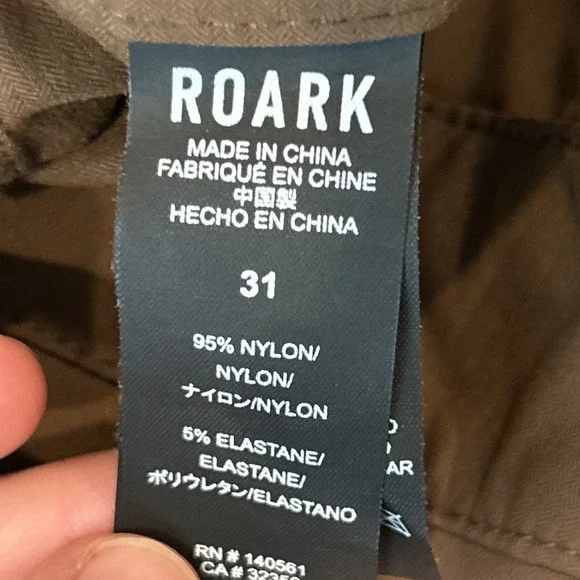 ROARK
MADE IN CHINA
FABRIQUÉ EN CHINE
中国製
HECHO EN CHINA
31
95% NYLON/
NYLON/
ナイロン/NYLON
5% ELASTANE/
ELASTANE/
ポリウレタン/ELASTANO
RN # 140561